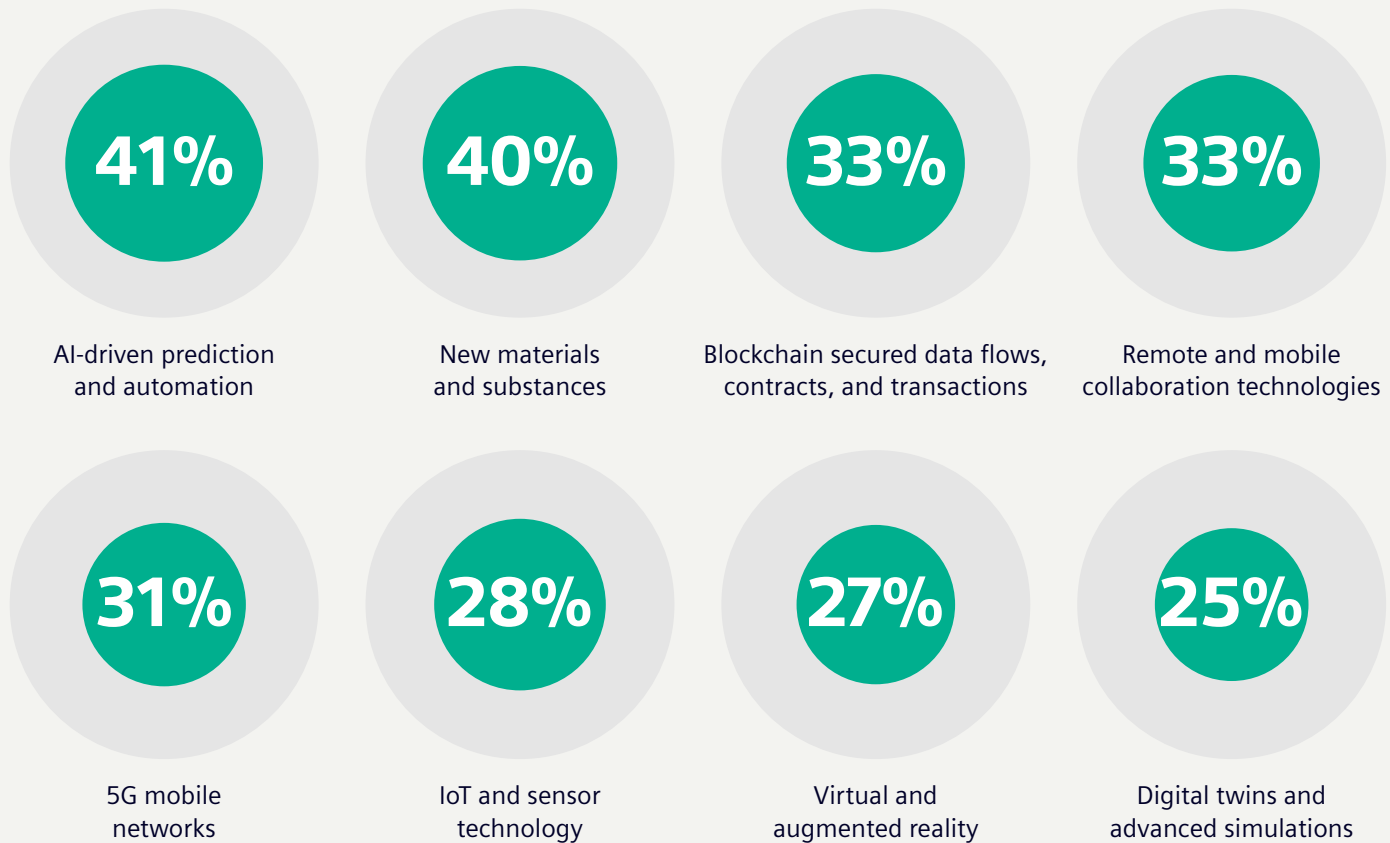 41%
40%
33%
33%
AI-driven prediction
and automation
New materials
and substances
Blockchain secured data flows,
contracts, and transactions
Remote and mobile
collaboration technologies
31%
28%
27%
25%
5G mobile
networks
IoT and sensor
technology
Virtual and
augmented reality
Digital twins and
advanced simulations